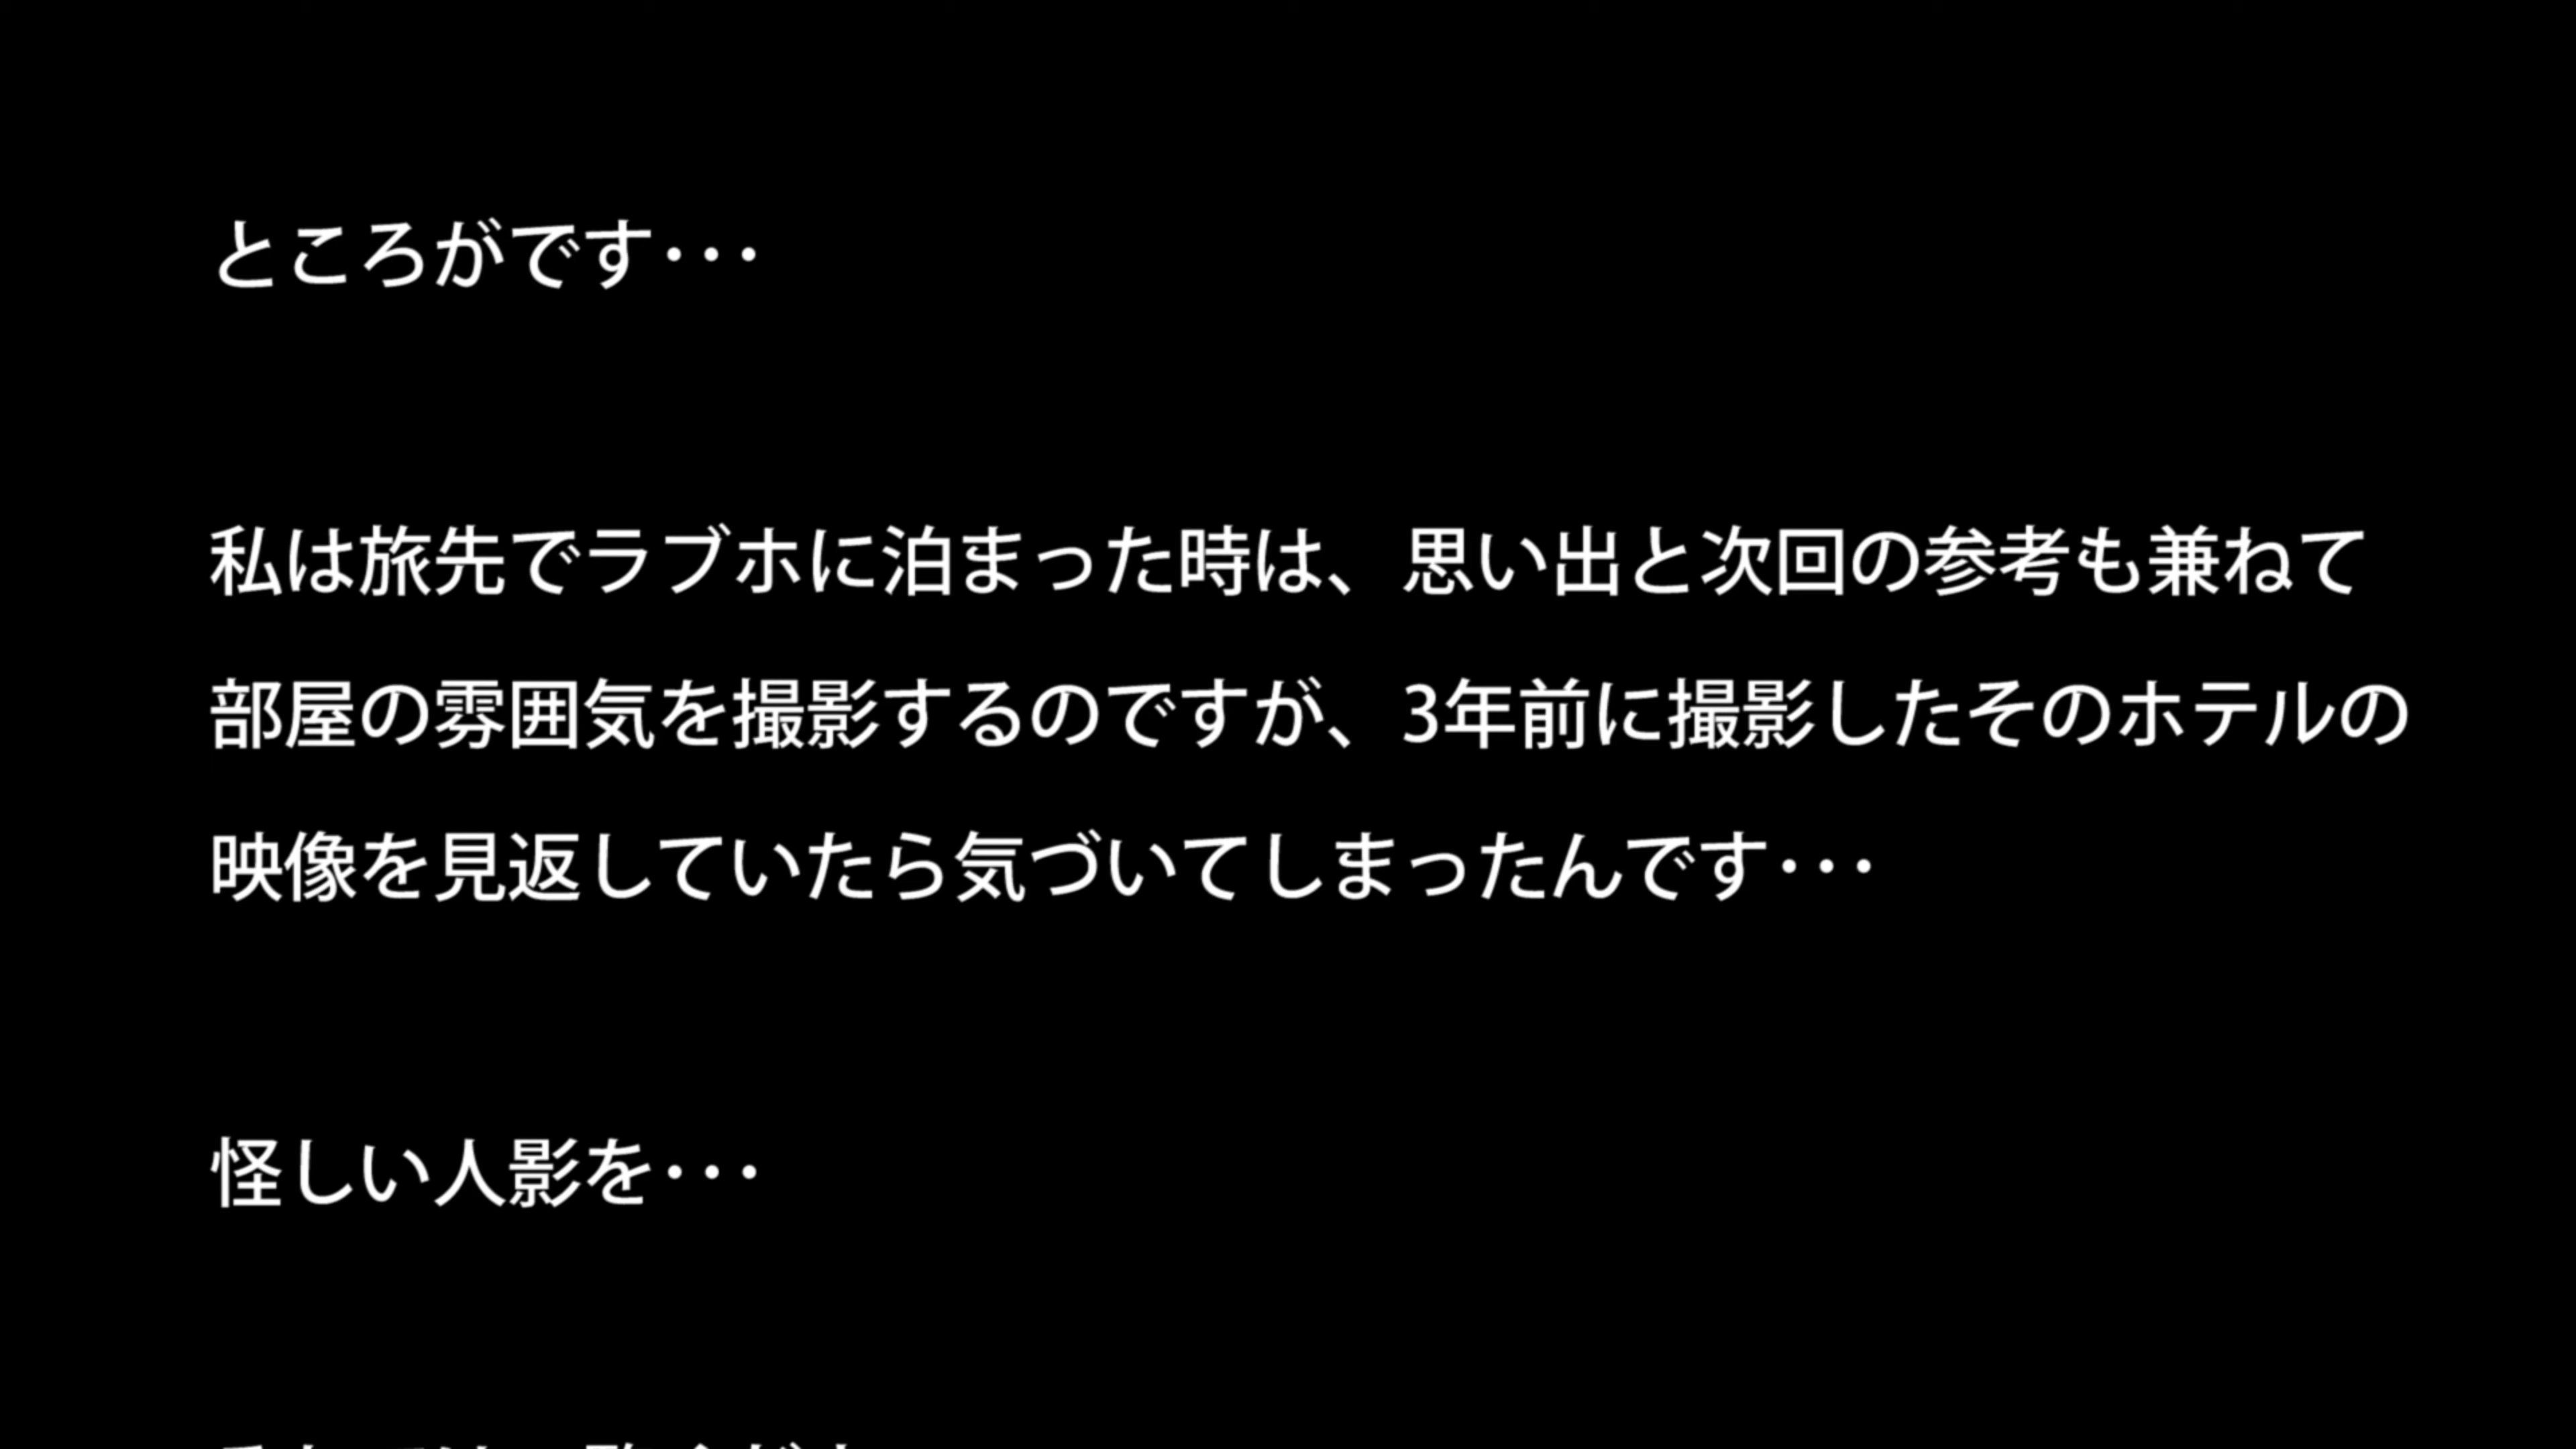 ところがです･･･
私は旅先でラブホに泊まった時は、思い出と次回の参考も兼ねて
部屋の雰囲気を撮影するのですが、3年前に撮影したそのホテルの
映像を見返していたら気づいてしまったんです･･･
怪しい人影を･･･